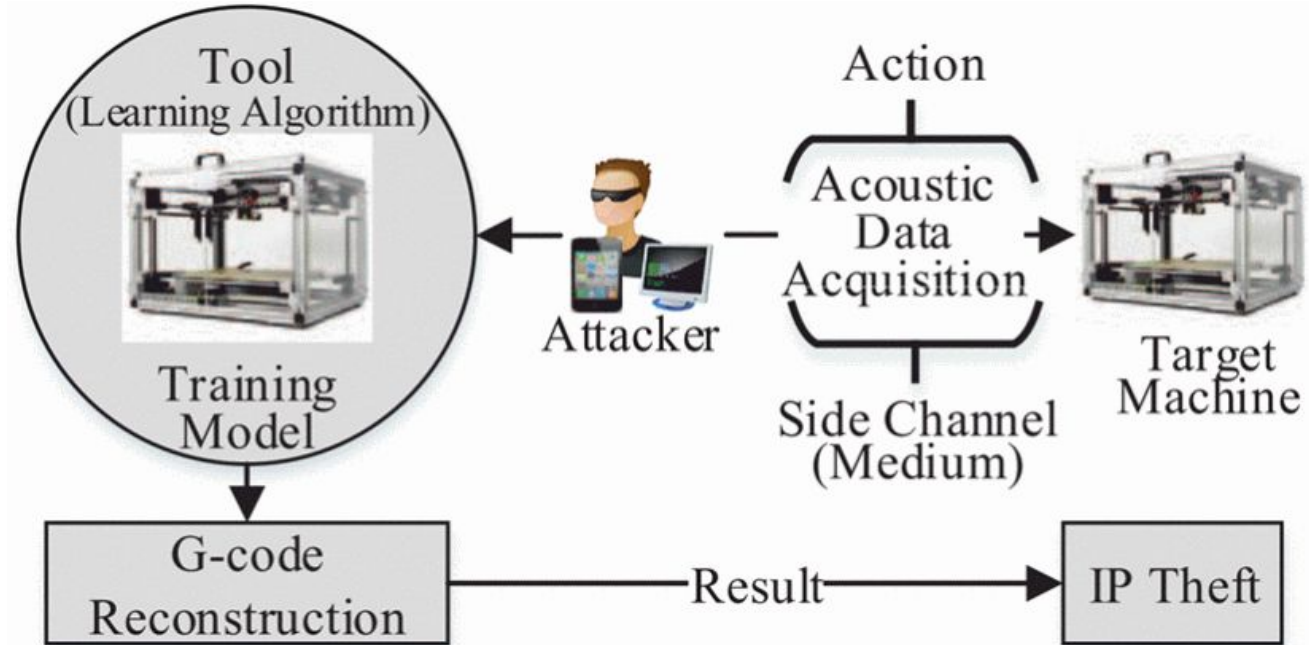 Tool
(Learning Algorithm)
Training
Model
Attacker
Action
Acoustic
Data
Acquisition
Side Channel
(Medium)
Target
Machine
G-code
Reconstruction
Result
IP Theft